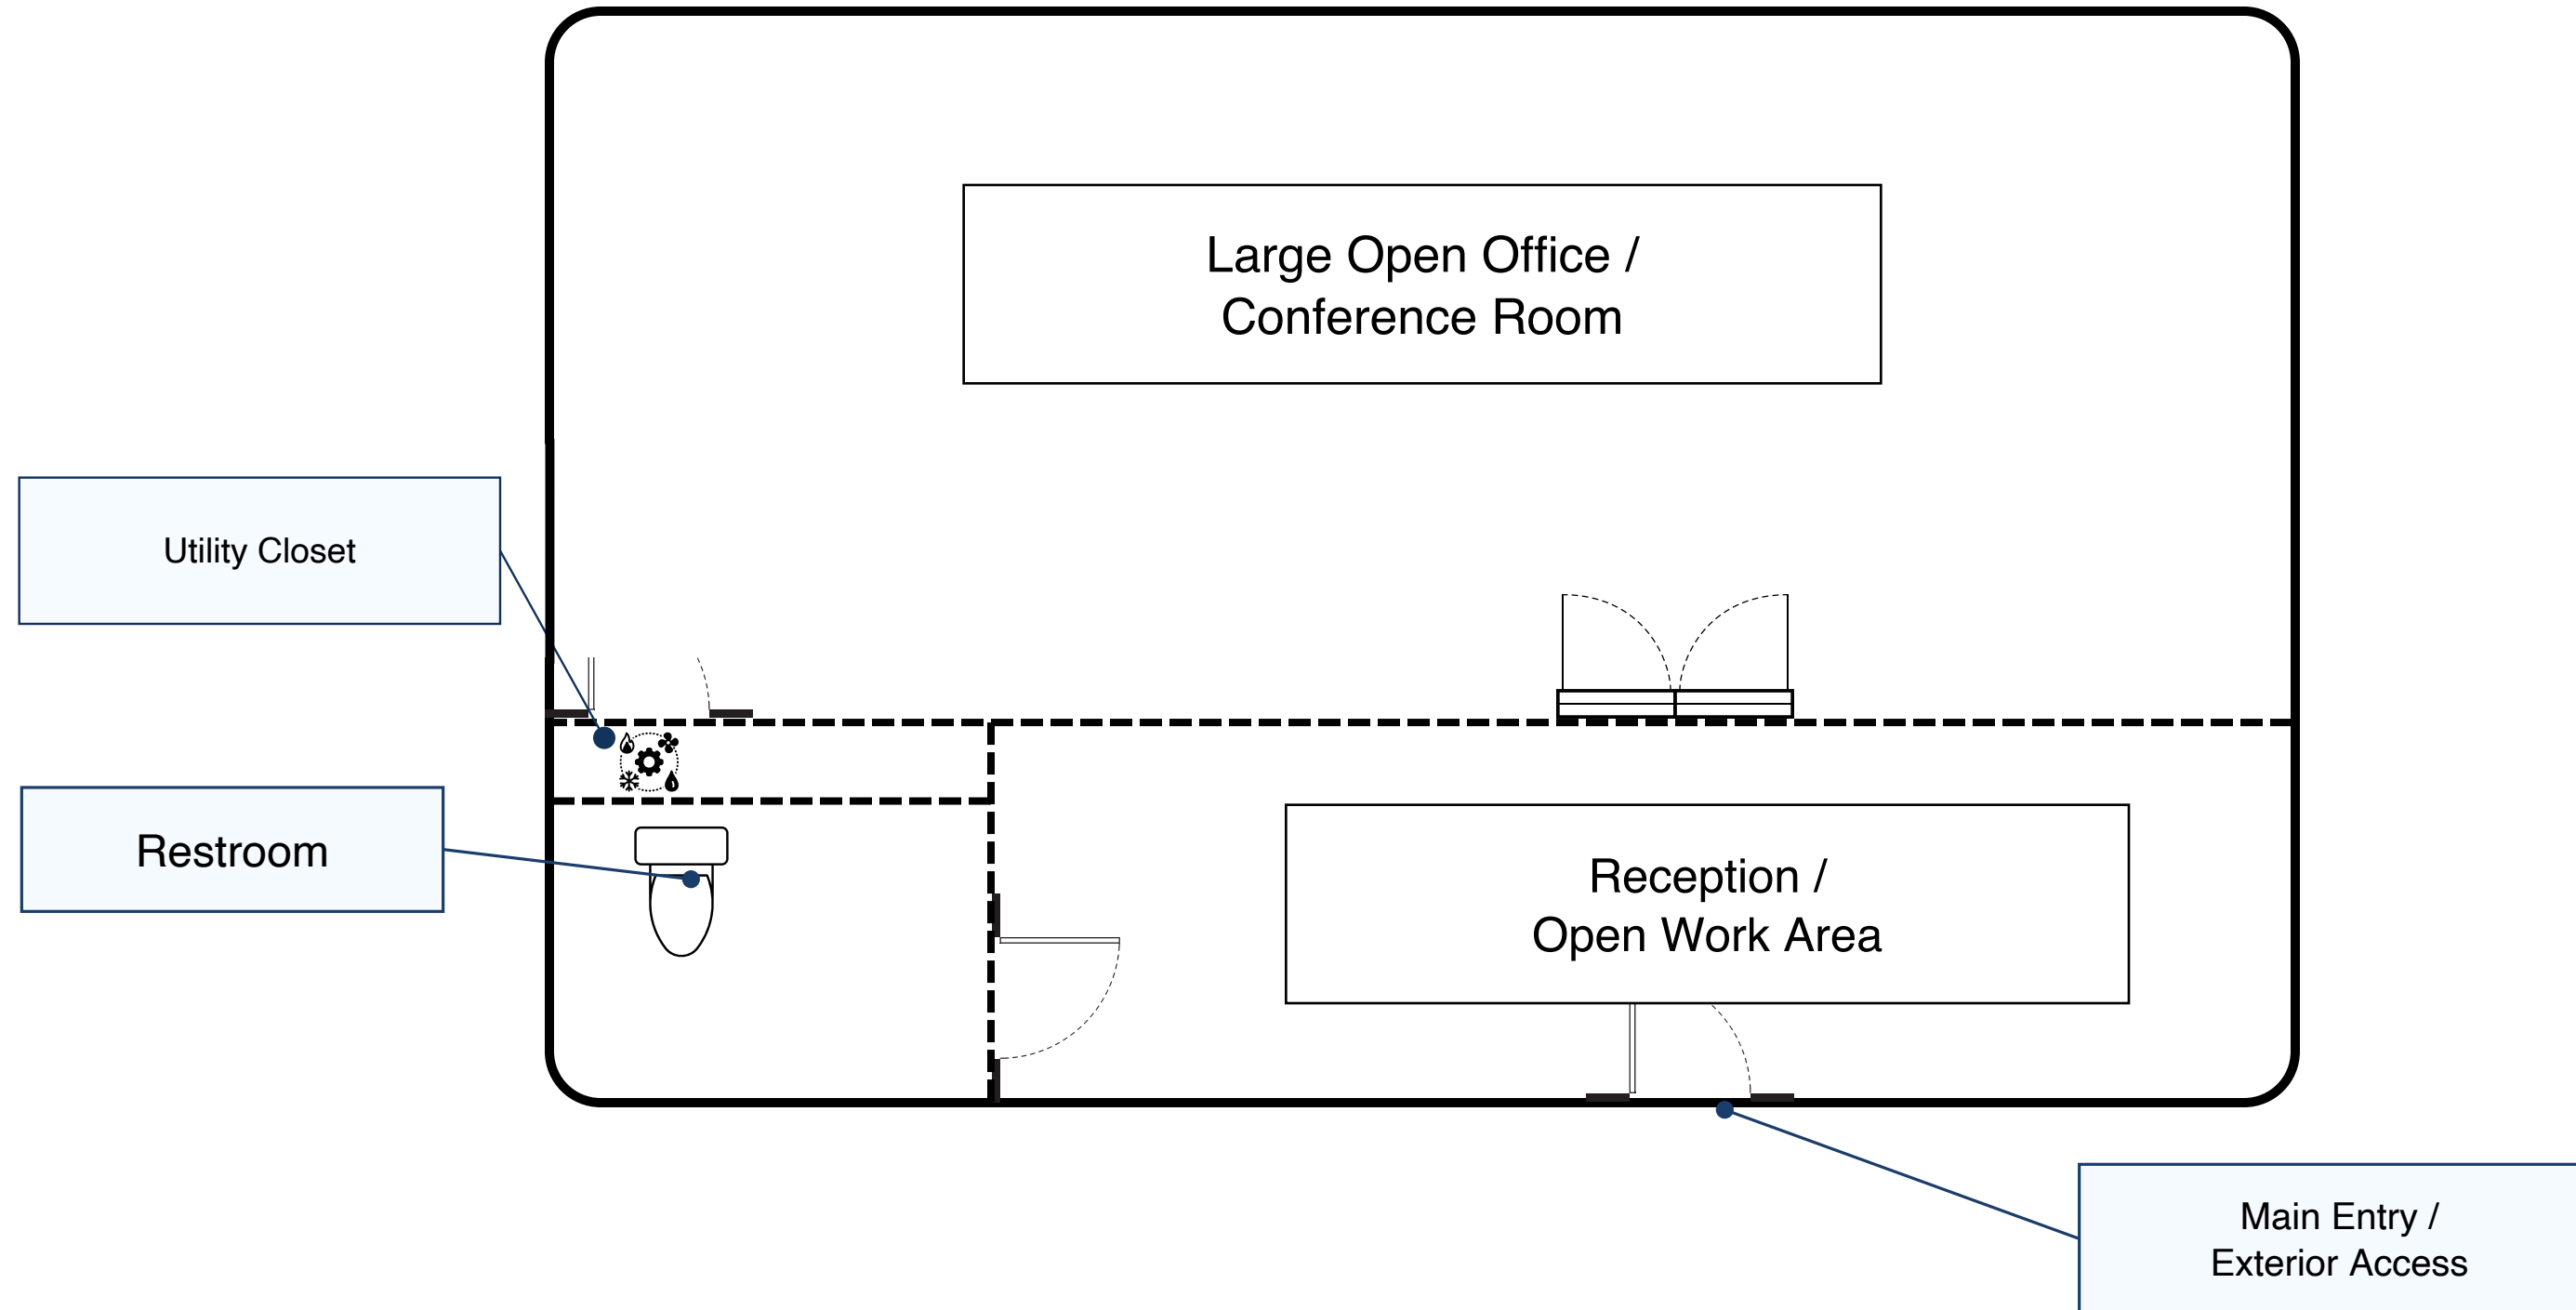 Large Open Office /
Conference Room
Utility Closet
Restroom
Reception /
Open Work Area
Main Entry /
Exterior Access